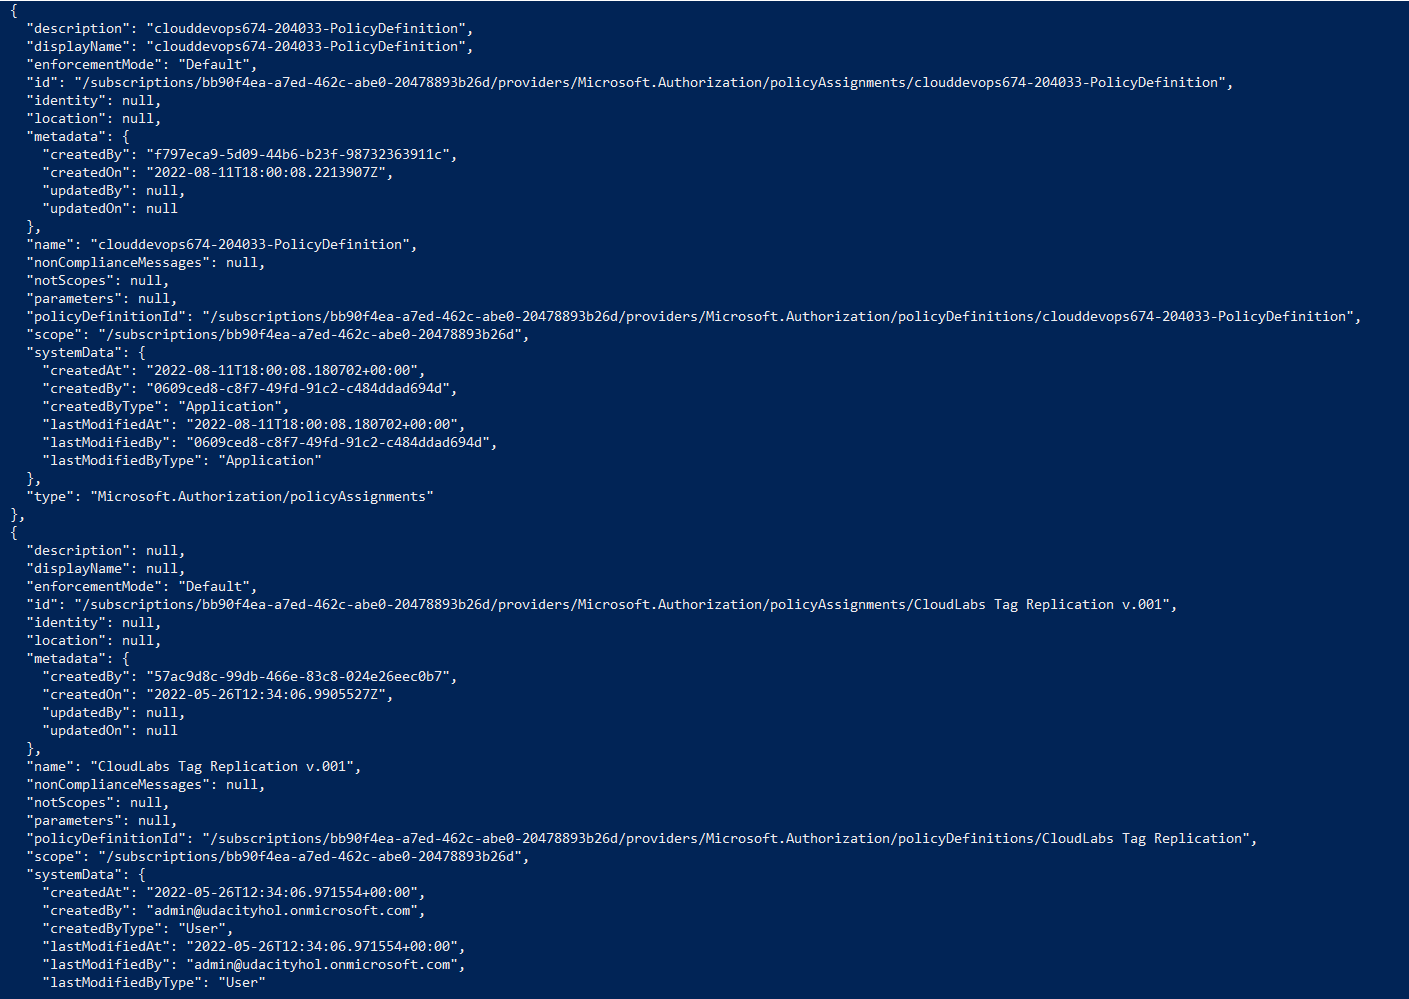 {
  "description": "clouddevops674-204033-PolicyDefinition",
  "displayName": "clouddevops674-204033-PolicyDefinition",
  "enforcementMode": "Default",
  "id": "/subscriptions/bb90f4ea-a7ed-462c-abe0-20478893b26d/providers/Microsoft.Authorization/policyAssignments/clouddevops674-204033-PolicyDefinition",
  "identity": null,
  "location": null,
  "metadata": {
    "createdBy": "f797eca9-5d09-44b6-b23f-98732363911c",
    "createdOn": "2022-08-11T18:00:08.2213907Z",
    "updatedBy": null,
    "updatedOn": null
  },
  "name": "clouddevops674-204033-PolicyDefinition",
  "nonComplianceMessages": null,
  "notScopes": null,
  "parameters": null,
  "policyDefinitionId": "/subscriptions/bb90f4ea-a7ed-462c-abe0-20478893b26d/providers/Microsoft.Authorization/policyDefinitions/clouddevops674-204033-PolicyDefinition",
  "scope": "/subscriptions/bb90f4ea-a7ed-462c-abe0-20478893b26d",
  "systemData": {
    "createdAt": "2022-08-11T18:00:08.180702+00:00",
    "createdBy": "0609ced8-c8f7-49fd-91c2-c484ddad694d",
    "createdByType": "Application",
    "lastModifiedAt": "2022-08-11T18:00:08.180702+00:00",
    "lastModifiedBy": "0609ced8-c8f7-49fd-91c2-c484ddad694d",
    "lastModifiedByType": "Application"
  },
  "type": "Microsoft.Authorization/policyAssignments"
},
{
  "description": null,
  "displayName": null,
  "enforcementMode": "Default",
  "id": "/subscriptions/bb90f4ea-a7ed-462c-abe0-20478893b26d/providers/Microsoft.Authorization/policyAssignments/CloudLabs Tag Replication v.001",
  "identity": null,
  "location": null,
  "metadata": {
    "createdBy": "57ac9d8c-99db-466e-83c8-024e26eec0b7",
    "createdOn": "2022-05-26T12:34:06.9905527Z",
    "updatedBy": null,
    "updatedOn": null
  },
  "name": "CloudLabs Tag Replication v.001",
  "nonComplianceMessages": null,
  "notScopes": null,
  "parameters": null,
  "policyDefinitionId": "/subscriptions/bb90f4ea-a7ed-462c-abe0-20478893b26d/providers/Microsoft.Authorization/policyDefinitions/CloudLabs Tag Replication",
  "scope": "/subscriptions/bb90f4ea-a7ed-462c-abe0-20478893b26d",
  "systemData": {
    "createdAt": "2022-05-26T12:34:06.971554+00:00",
    "createdBy": "admin@udacityhol.onmicrosoft.com",
    "createdByType": "User",
    "lastModifiedAt": "2022-05-26T12:34:06.971554+00:00",
    "lastModifiedBy": "admin@udacityhol.onmicrosoft.com",
    "lastModifiedByType": "User"